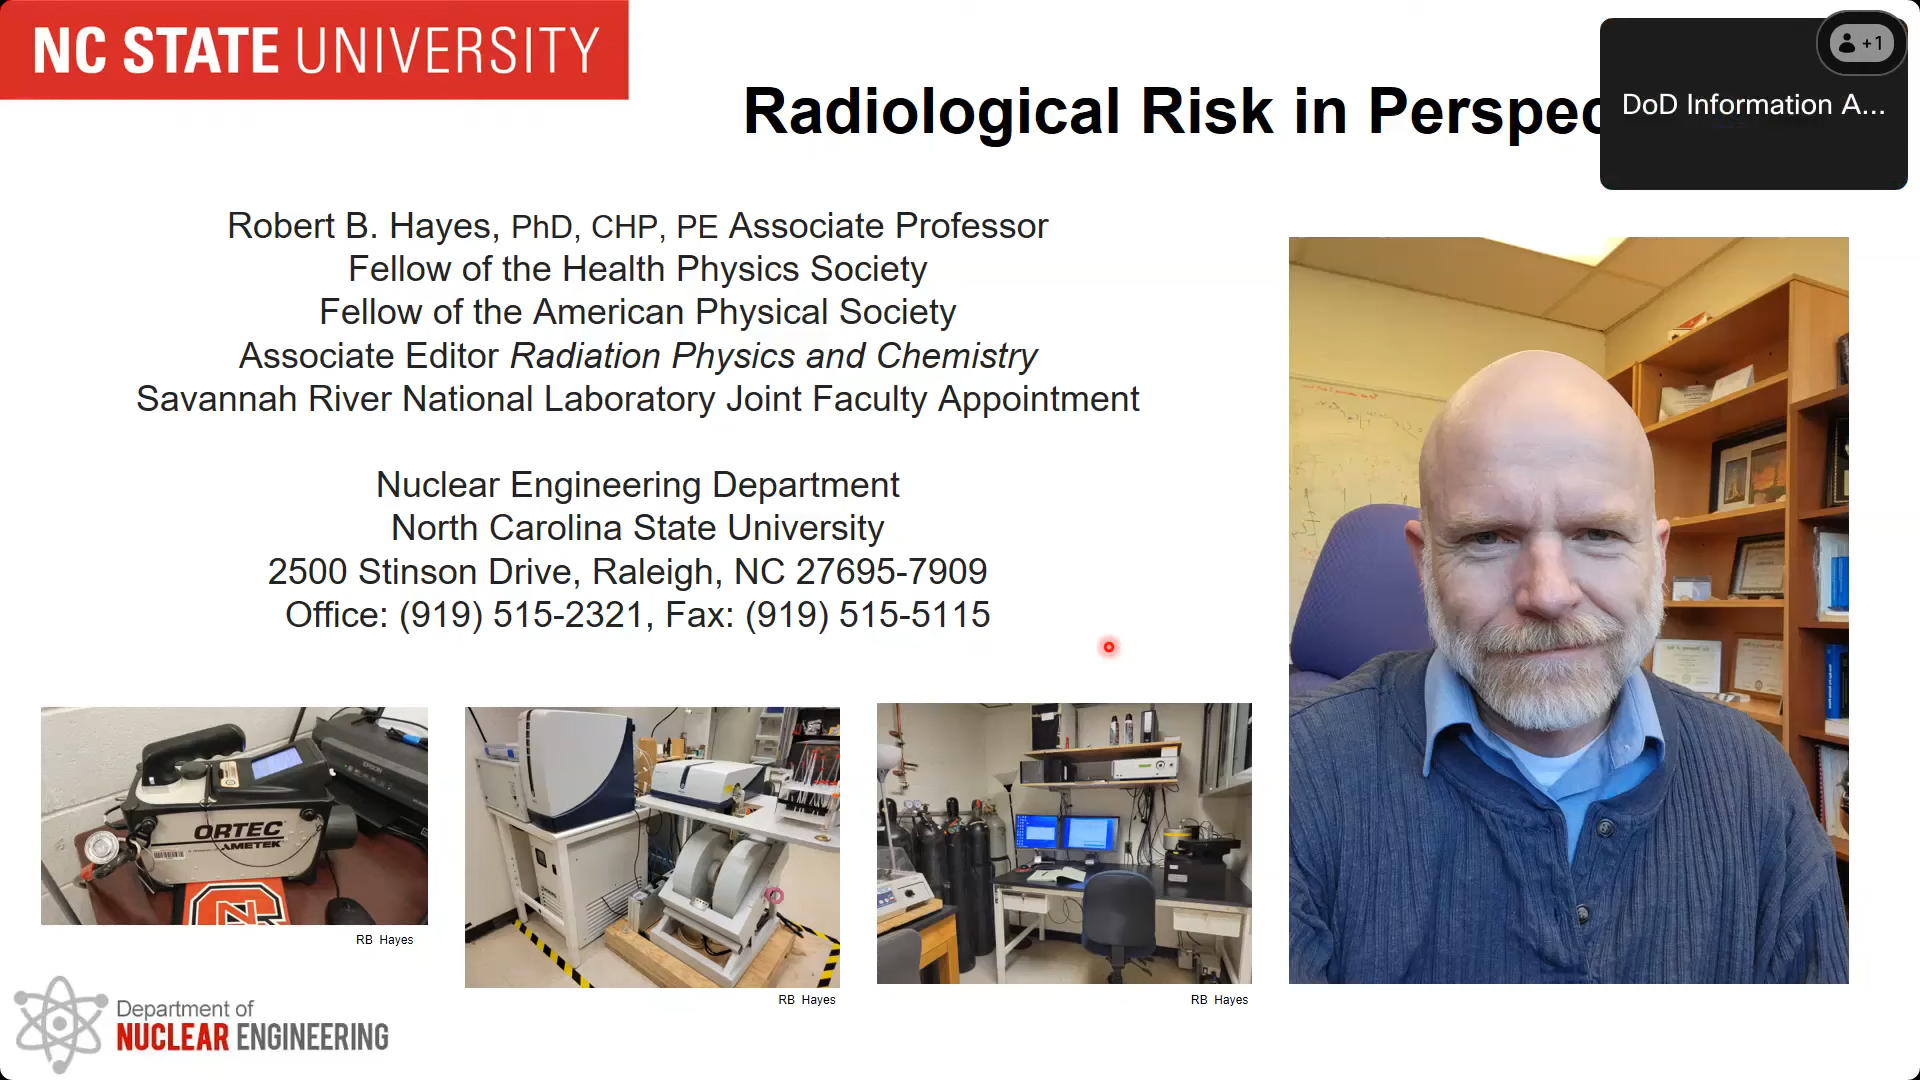 NC STATE UNIVERSITY
+1
DoD Information A...
Radiological Risk in Perspec
Robert B. Hayes, PhD, CHP, PE Associate Professor
Fellow of the Health Physics Society
Fellow of the American Physical Society
Associate Editor Radiation Physics and Chemistry
Savannah River National Laboratory Joint Faculty Appointment
Nuclear Engineering Department
North Carolina State University
2500 Stinson Drive, Raleigh, NC 27695-7909
Office: (919) 515-2321, Fax: (919) 515-5115
EPSON
ORTEC
AMETEK
RB Hayes
RB Hayes
RB Hayes
Department of
NUCLEAR ENGINEERING